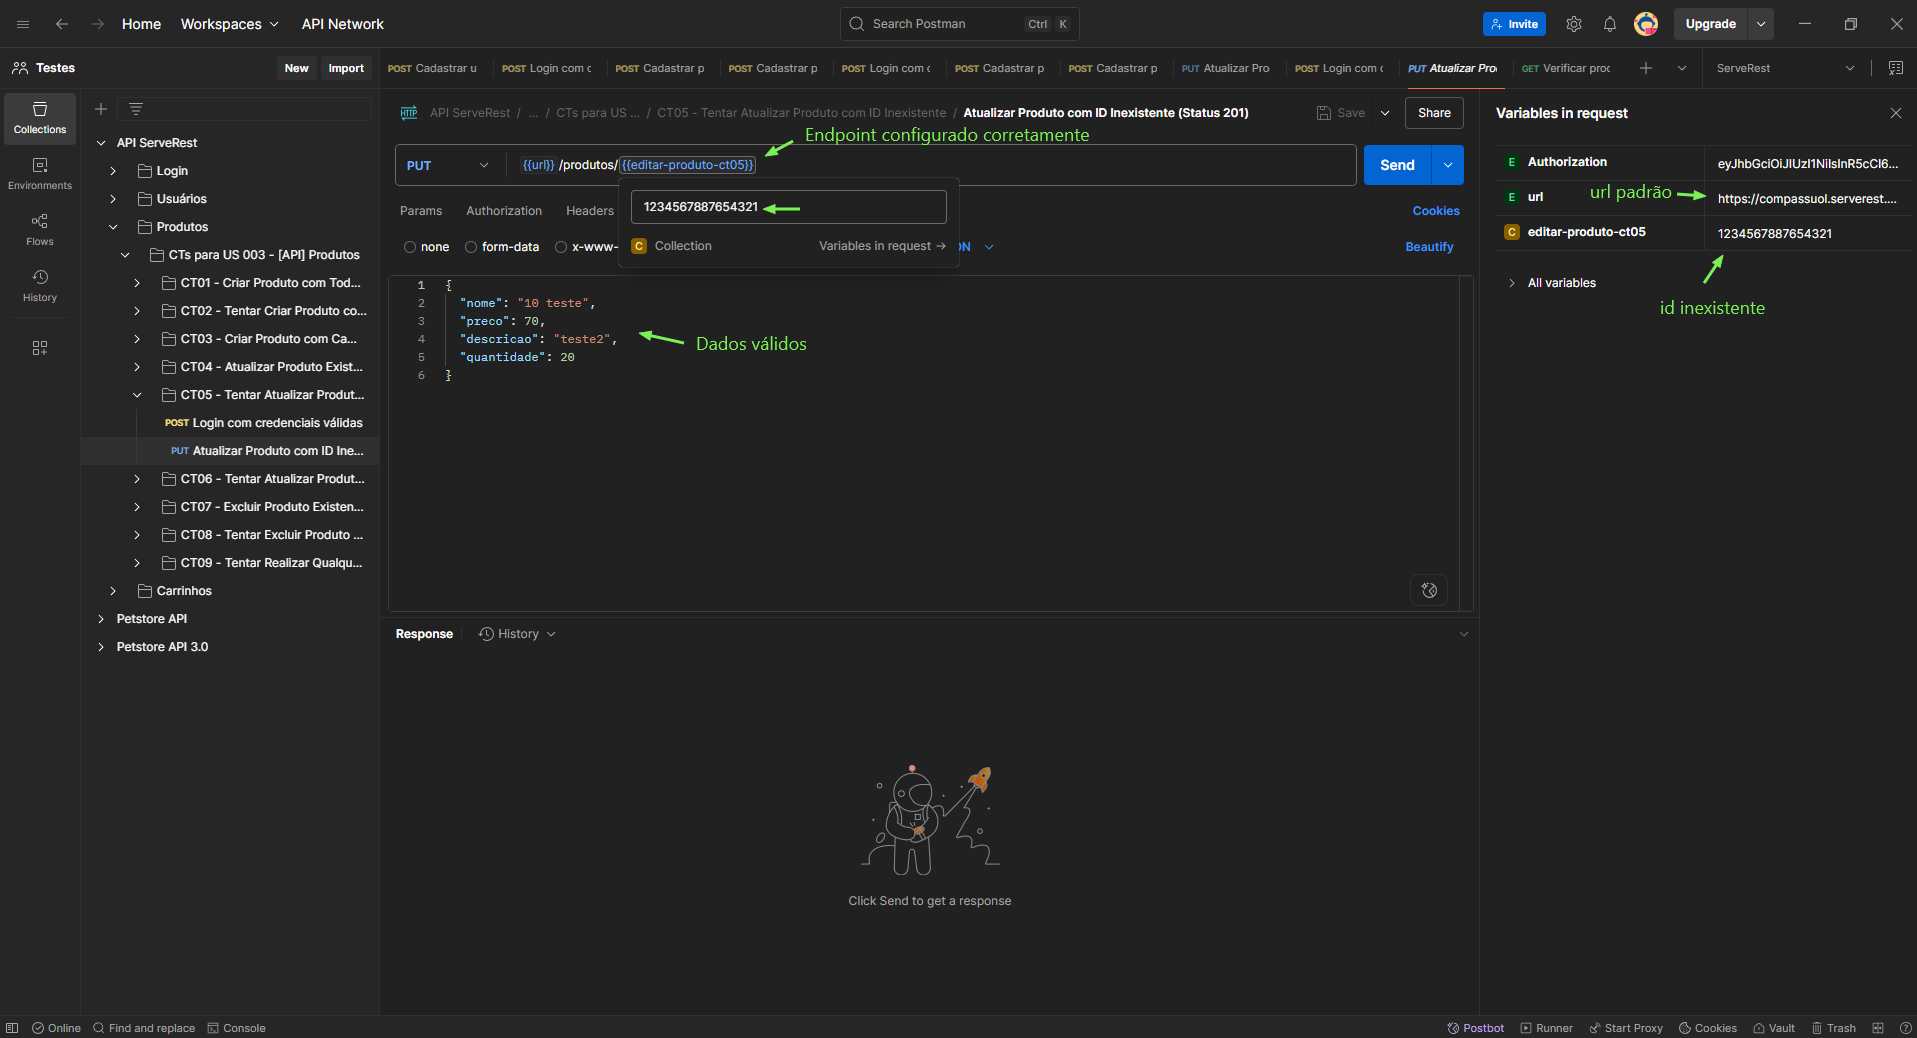 Home Workspaces API Network
Search Postman Ctrl K
Invite
Upgrade
Testes
New Import
POST Cadastrar u
POST Login com c
POST Cadastrar p
POST Cadastrar p
POST Login com c
POST Cadastrar p
POST Cadastrar p
PUT Atualizar Pro
POST Login com c
PUT Atualizar Pro
GET Verificar proc
ServeRest
Collections
Environments
Flows
History
API ServeRest
Login
Usuários
Produtos
CTs para US 003 - [API] Produtos
CT01 - Criar Produto com Tod...
CT02 - Tentar Criar Produto co...
CT03 - Criar Produto com Ca...
CT04 - Atualizar Produto Exist...
CT05 - Tentar Atualizar Produt...
POST Login com credenciais válidas
PUT Atualizar Produto com ID Ine...
CT06 - Tentar Atualizar Produt...
CT07 - Excluir Produto Existen...
CT08 - Tentar Excluir Produto ...
CT09 - Tentar Realizar Qualqu...
Carrinhos
Petstore API
Petstore API 3.0
HTTP API ServeRest / ... / CTs para US ... / CT05 - Tentar Atualizar Produto com ID Inexistente / Atualizar Produto com ID Inexistente (Status 201)
Save Share
Endpoint configurado corretamente
PUT {{url}} /produtos/ {{editar-produto-ct05}}
Send
1234567887654321
C Collection Variables in request →
Params Authorization Headers
Cookies
none form-data x-www- ON
Beautify
1 {
2 "nome": "10 teste",
3 "preco": 70,
4 "descricao": "teste2",
5 "quantidade": 20
6 }
Dados válidos
Response History
Click Send to get a response
Variables in request
E Authorization eyJhbGciOiJIUzI1NiIsInR5cCI6...
E url https://compassuol.serverest....
url padrão
C editar-produto-ct05 1234567887654321
All variables
id inexistente
Online Find and replace Console
Postbot Runner Start Proxy Cookies Vault Trash